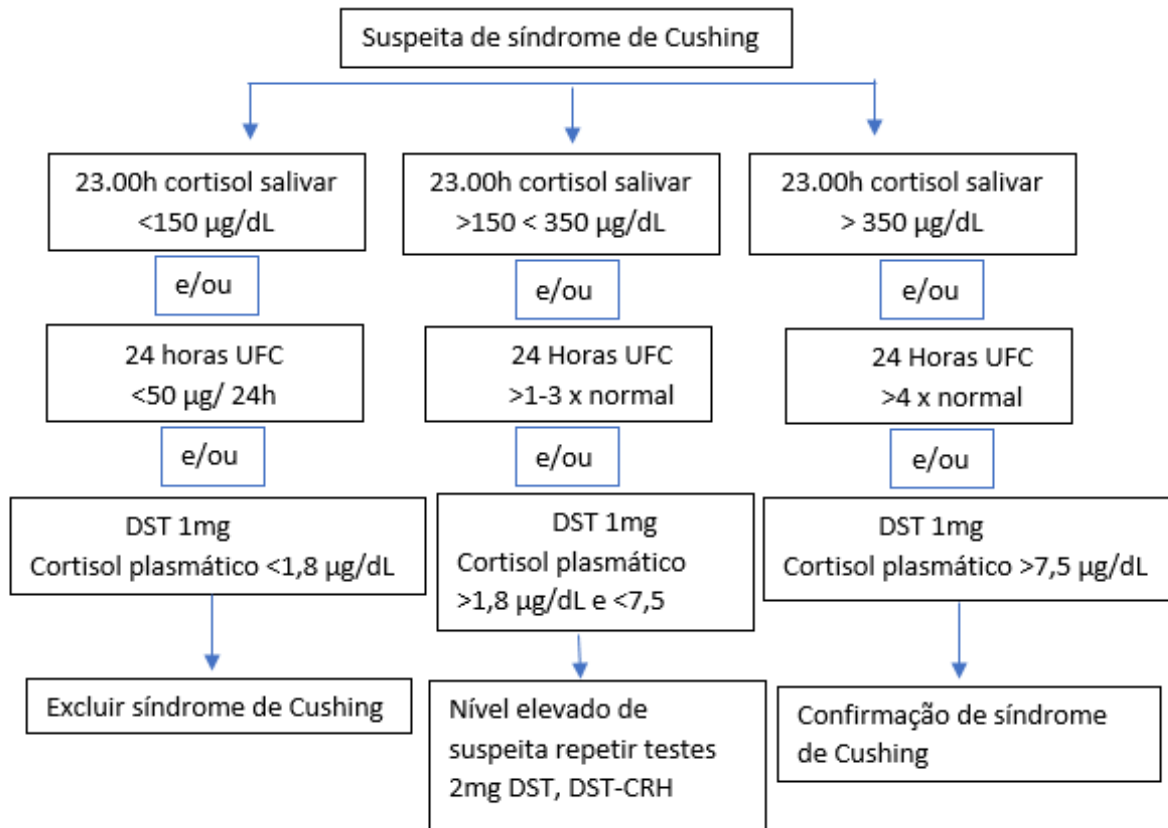 Suspeita de síndrome de Cushing
23.00h cortisol salivar
<150 µg/dL
e/ou
24 horas UFC
<50 µg/ 24h
e/ou
DST 1mg
Cortisol plasmático <1,8 µg/dL
Excluir síndrome de Cushing
23.00h cortisol salivar
>150 < 350 µg/dL
e/ou
24 Horas UFC
>1-3 x normal
e/ou
DST 1mg
Cortisol plasmático
>1,8 µg/dL e <7,5
Nível elevado de
suspeita repetir testes
2mg DST, DST-CRH
23.00h cortisol salivar
> 350 µg/dL
e/ou
24 Horas UFC
>4 x normal
e/ou
DST 1mg
Cortisol plasmático >7,5 µg/dL
Confirmação de síndrome
de Cushing